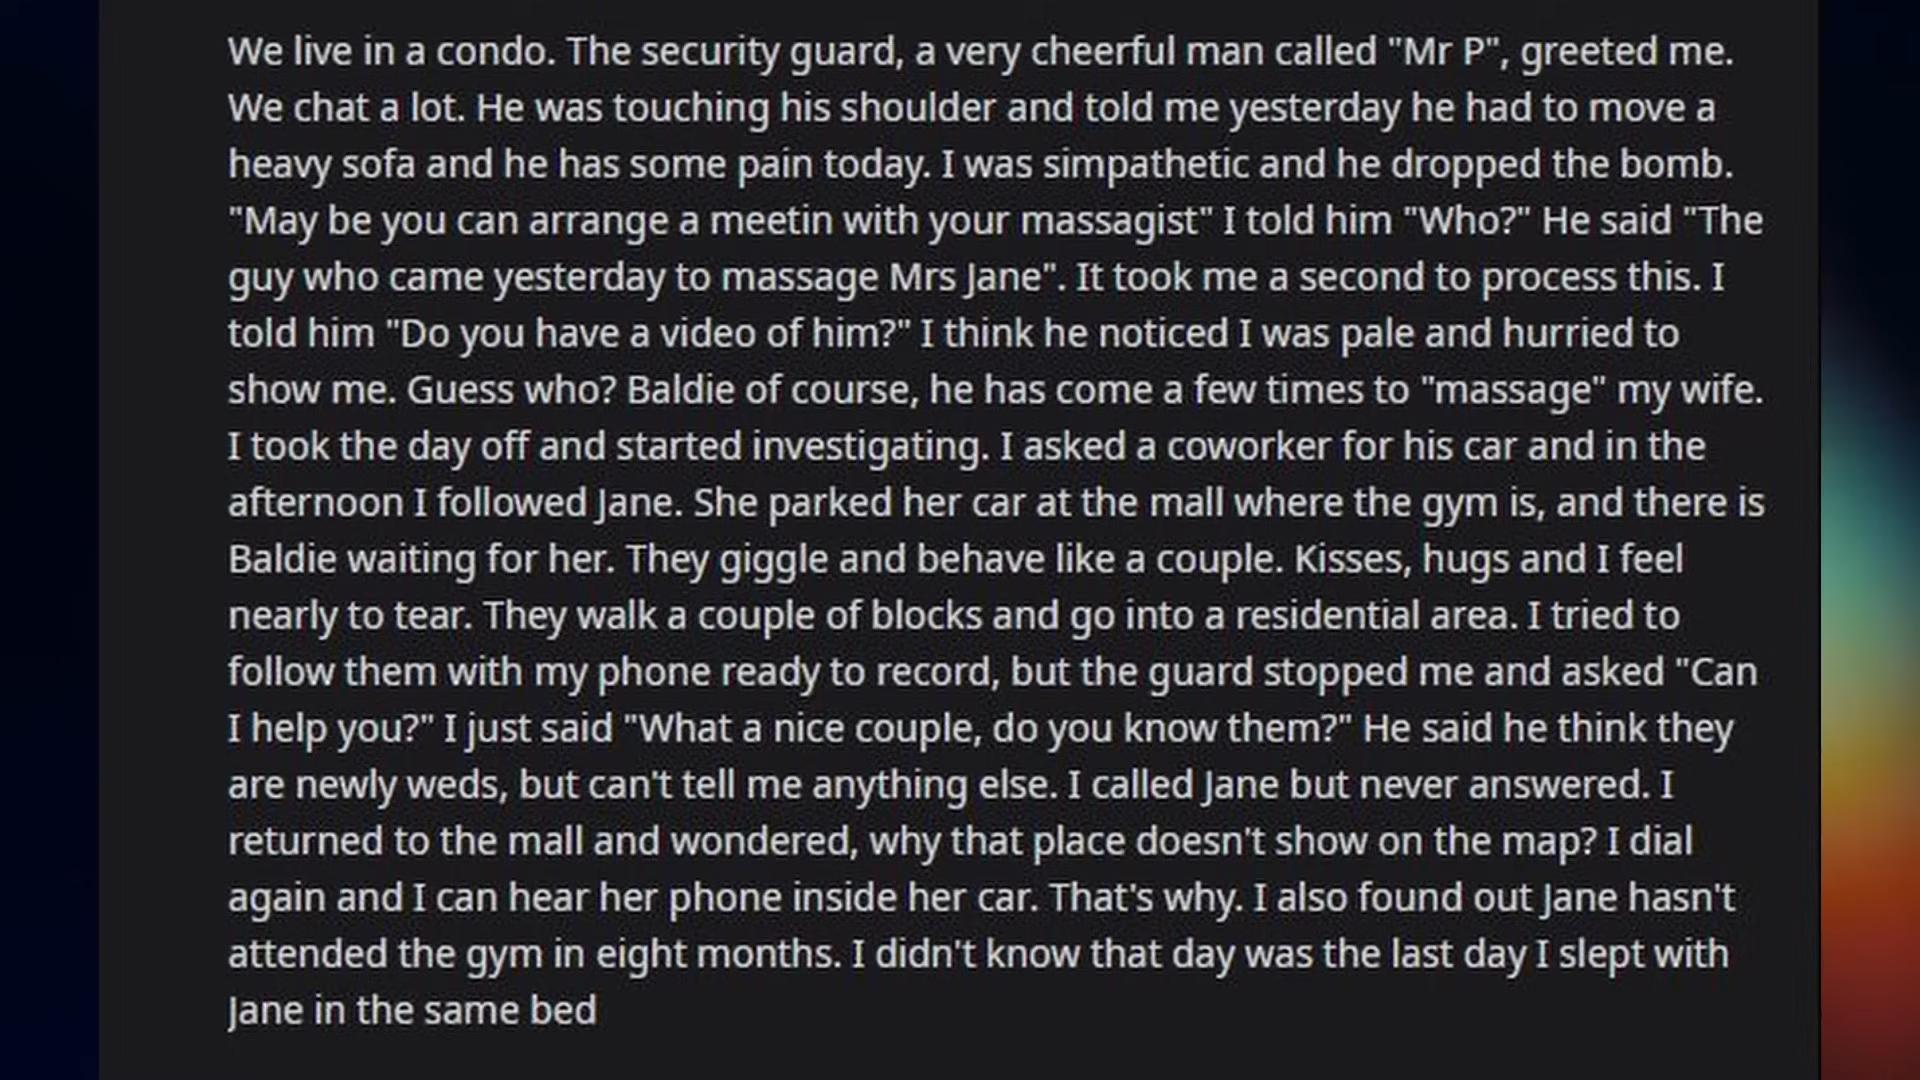 We live in a condo. The security guard, a very cheerful man called "Mr P", greeted me.
We chat a lot. He was touching his shoulder and told me yesterday he had to move a
heavy sofa and he has some pain today. I was simpathetic and he dropped the bomb.
"May be you can arrange a meetin with your massagist" I told him "Who?" He said "The
guy who came yesterday to massage Mrs Jane". It took me a second to process this. I
told him "Do you have a video of him?" I think he noticed I was pale and hurried to
show me. Guess who? Baldie of course, he has come a few times to "massage" my wife.
I took the day off and started investigating. I asked a coworker for his car and in the
afternoon I followed Jane. She parked her car at the mall where the gym is, and there is
Baldie waiting for her. They giggle and behave like a couple. Kisses, hugs and I feel
nearly to tear. They walk a couple of blocks and go into a residential area. I tried to
follow them with my phone ready to record, but the guard stopped me and asked "Can
I help you?" I just said "What a nice couple, do you know them?" He said he think they
are newly weds, but can't tell me anything else. I called Jane but never answered. I
returned to the mall and wondered, why that place doesn't show on the map? I dial
again and I can hear her phone inside her car. That's why. I also found out Jane hasn't
attended the gym in eight months. I didn't know that day was the last day I slept with
Jane in the same bed